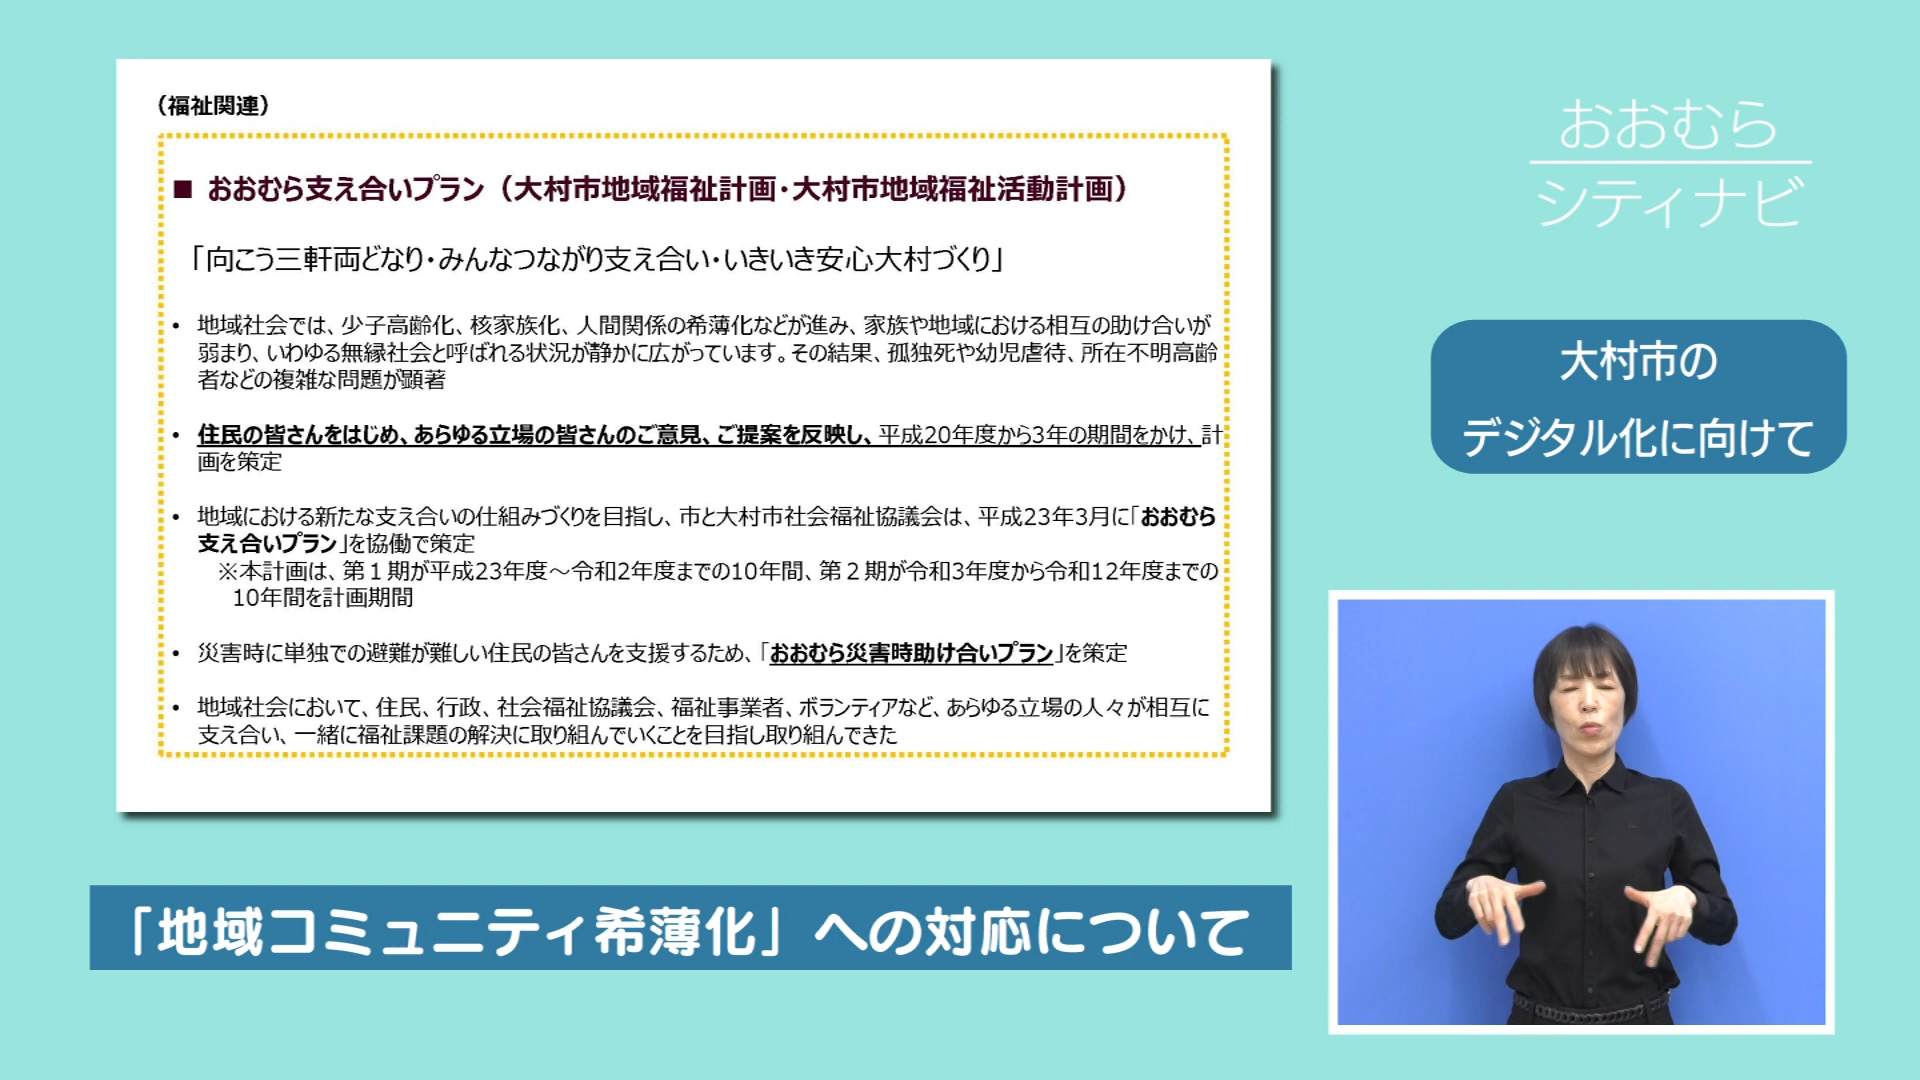 （福祉関連）
■ おおむら支え合いプラン（大村市地域福祉計画・大村市地域福祉活動計画）
「向こう三軒両どなり・みんなつながり支え合い・いきいき安心大村づくり」
• 地域社会では、少子高齢化、核家族化、人間関係の希薄化などが進み、家族や地域における相互の助け合いが
弱まり、いわゆる無縁社会と呼ばれる状況が静かに広がっています。その結果、孤独死や幼児虐待、所在不明高齢
者などの複雑な問題が顕著
• 住民の皆さんをはじめ、あらゆる立場の皆さんのご意見、ご提案を反映し、平成20年度から3年の期間をかけ、計
画を策定
• 地域における新たな支え合いの仕組みづくりを目指し、市と大村市社会福祉協議会は、平成23年3月に「おおむら
支え合いプラン」を協働で策定
※本計画は、第１期が平成23年度～令和2年度までの10年間、第２期が令和3年度から令和12年度までの
10年間を計画期間
• 災害時に単独での避難が難しい住民の皆さんを支援するため、「おおむら災害時助け合いプラン」を策定
• 地域社会において、住民、行政、社会福祉協議会、福祉事業者、ボランティアなど、あらゆる立場の人々が相互に
支え合い、一緒に福祉課題の解決に取り組んでいくことを目指し取り組んできた
おおむら
シティナビ
大村市の
デジタル化に向けて
「地域コミュニティ希薄化」への対応について